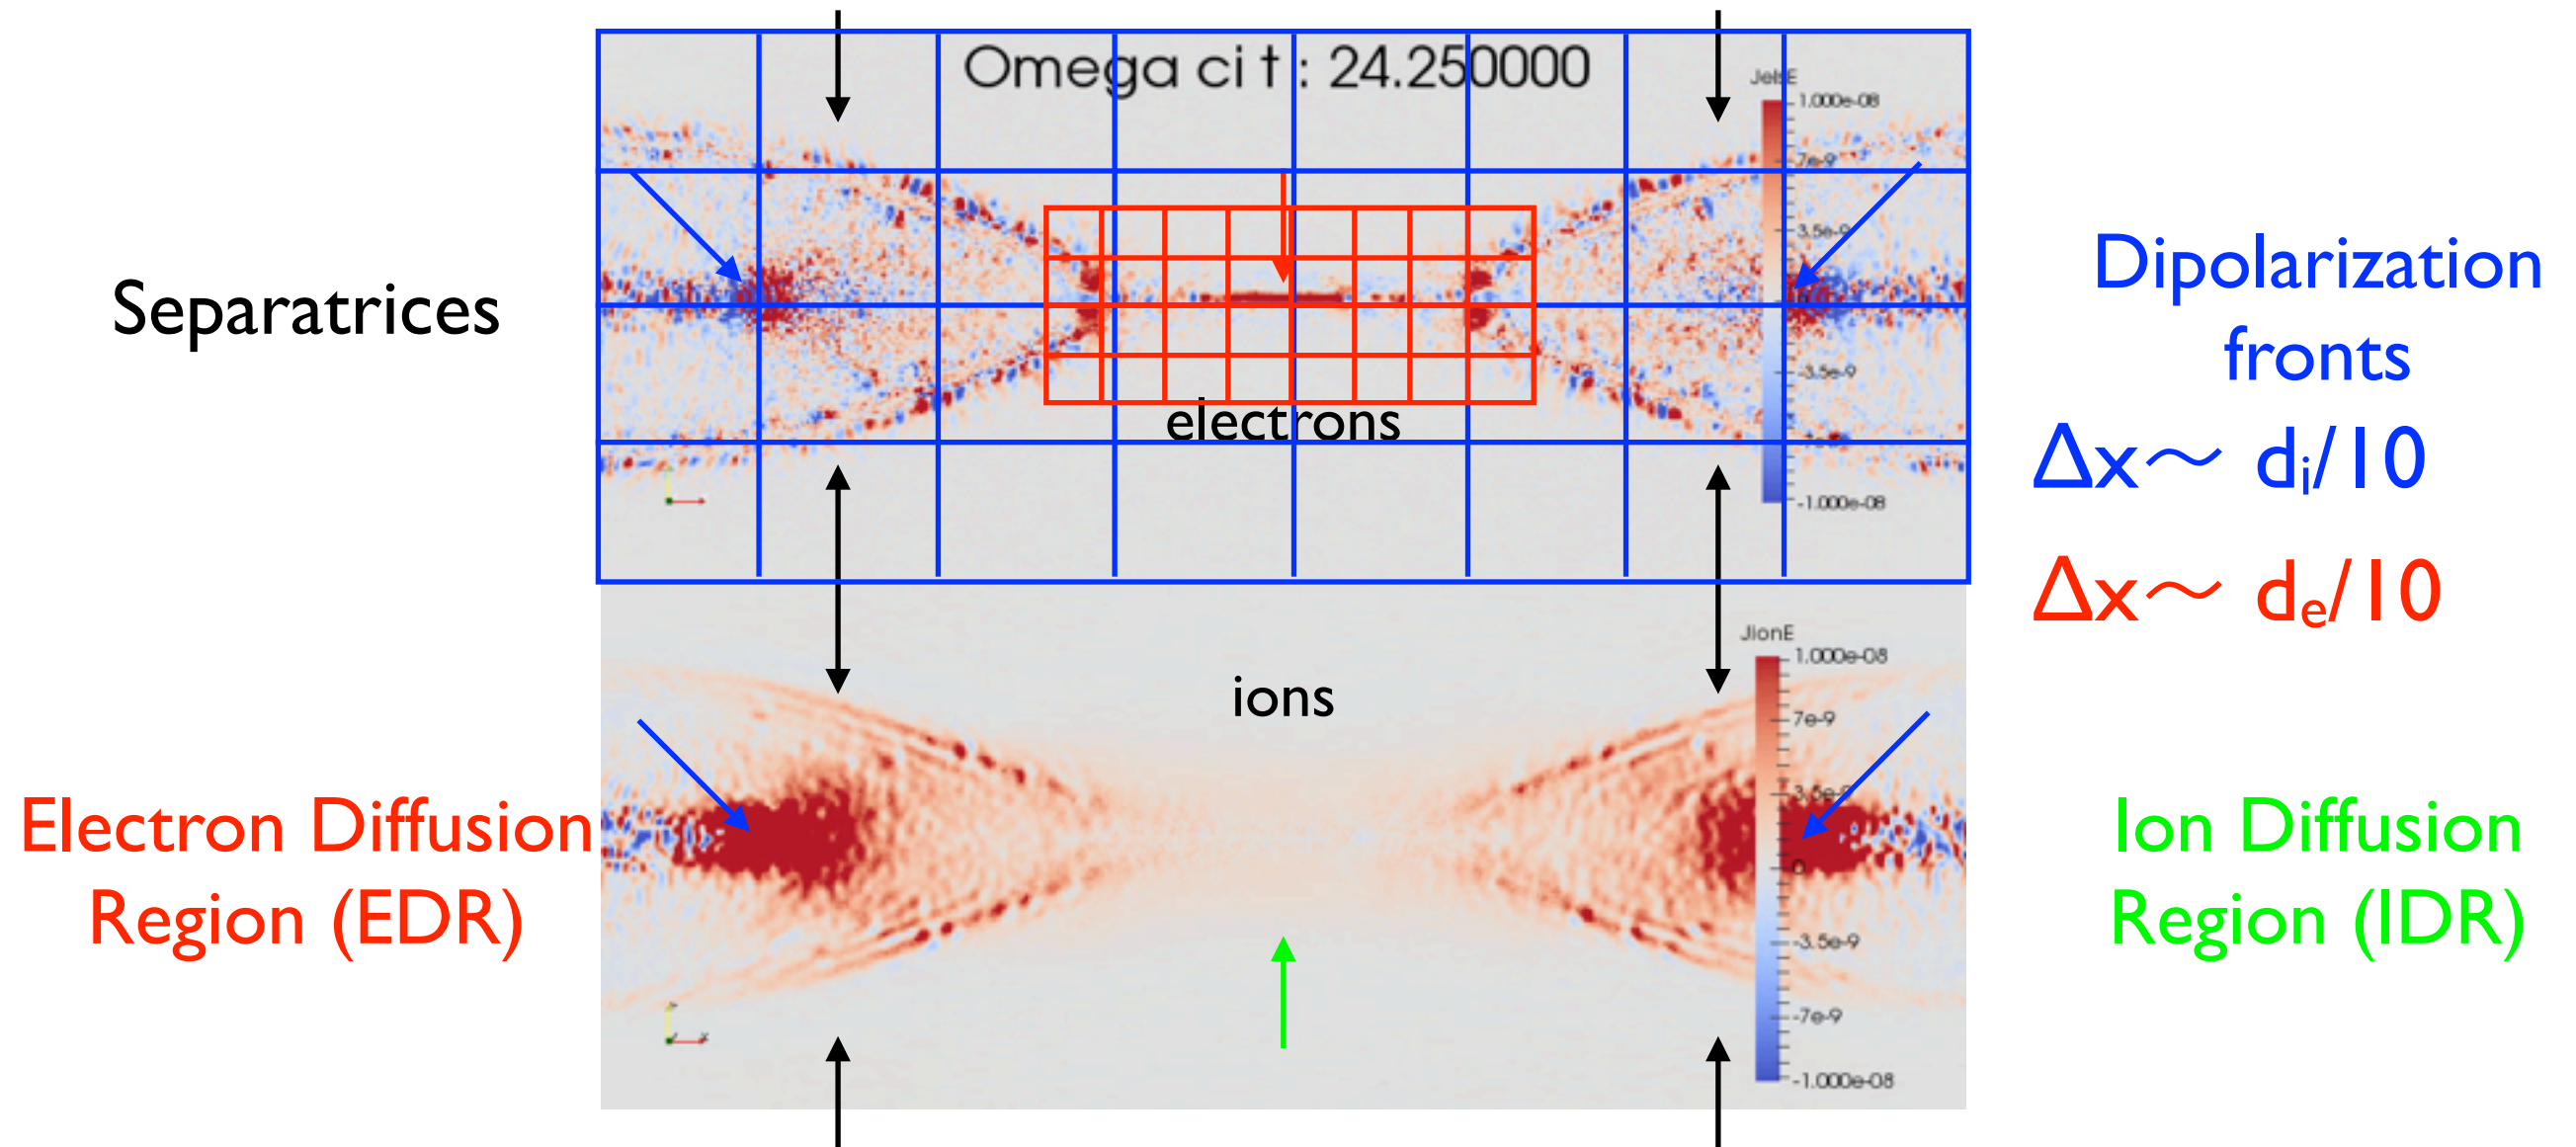 Omega ci t : 24.250000
JelsE
1.000e-08
7e-9
3.5e-9
-3.5e-9
-1.000e-08
electrons
Separatrices
Dipolarization
fronts
Δx～ dᵢ/10
Δx～ dₑ/10
JionE
1.000e-08
7e-9
3.5e-9
0
-3.5e-9
-7e-9
-1.000e-08
ions
Electron Diffusion
Region (EDR)
Ion Diffusion
Region (IDR)